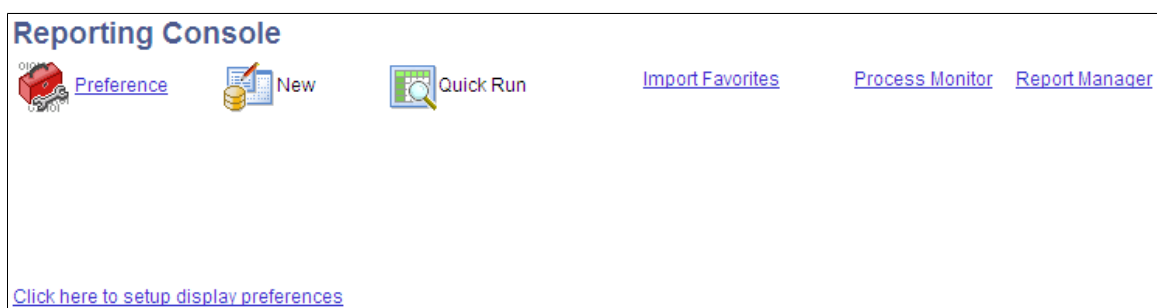 Reporting Console
Preference New Quick Run Import Favorites Process Monitor Report Manager
Click here to setup display preferences